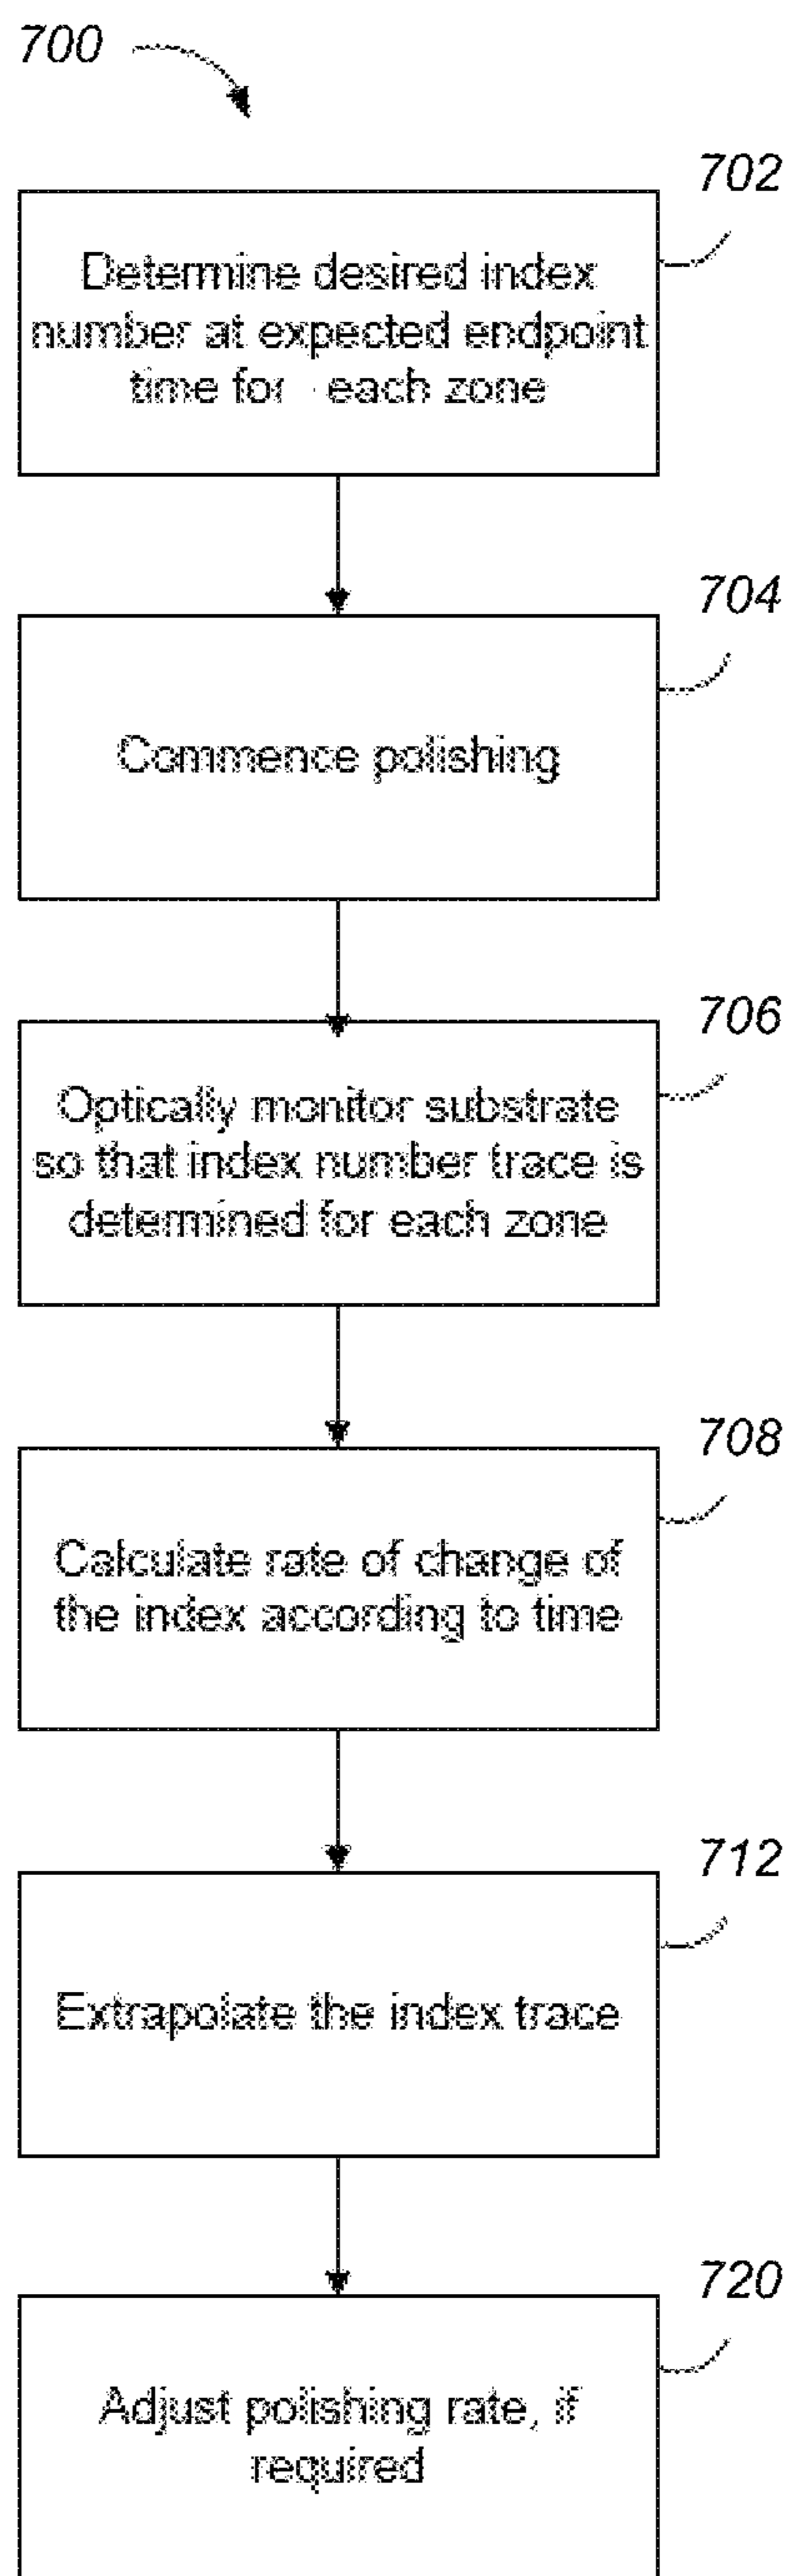 700
702
Determine desired index
number at expected endpoint
time for each zone
704
Commence polishing
706
Optically monitor substrate
so that index number trace is
determined for each zone
708
Calculate rate of change of
the index according to time
712
Extrapolate the index trace
720
Adjust polishing rate, if
required